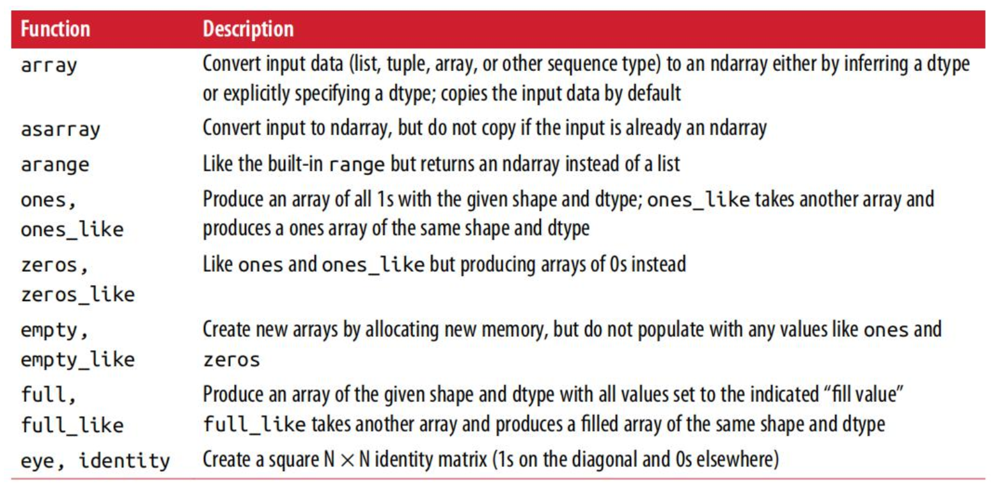 Function Description
array Convert input data (list, tuple, array, or other sequence type) to an ndarray either by inferring a dtype
or explicitly specifying a dtype; copies the input data by default
asarray Convert input to ndarray, but do not copy if the input is already an ndarray
arange Like the built-in range but returns an ndarray instead of a list
ones, Produce an array of all 1s with the given shape and dtype; ones_like takes another array and
ones_like produces a ones array of the same shape and dtype
zeros, Like ones and ones_like but producing arrays of 0s instead
zeros_like
empty, Create new arrays by allocating new memory, but do not populate with any values like ones and
empty_like zeros
full, Produce an array of the given shape and dtype with all values set to the indicated “fill value”
full_like full_like takes another array and produces a filled array of the same shape and dtype
eye, identity Create a square N × N identity matrix (1s on the diagonal and 0s elsewhere)